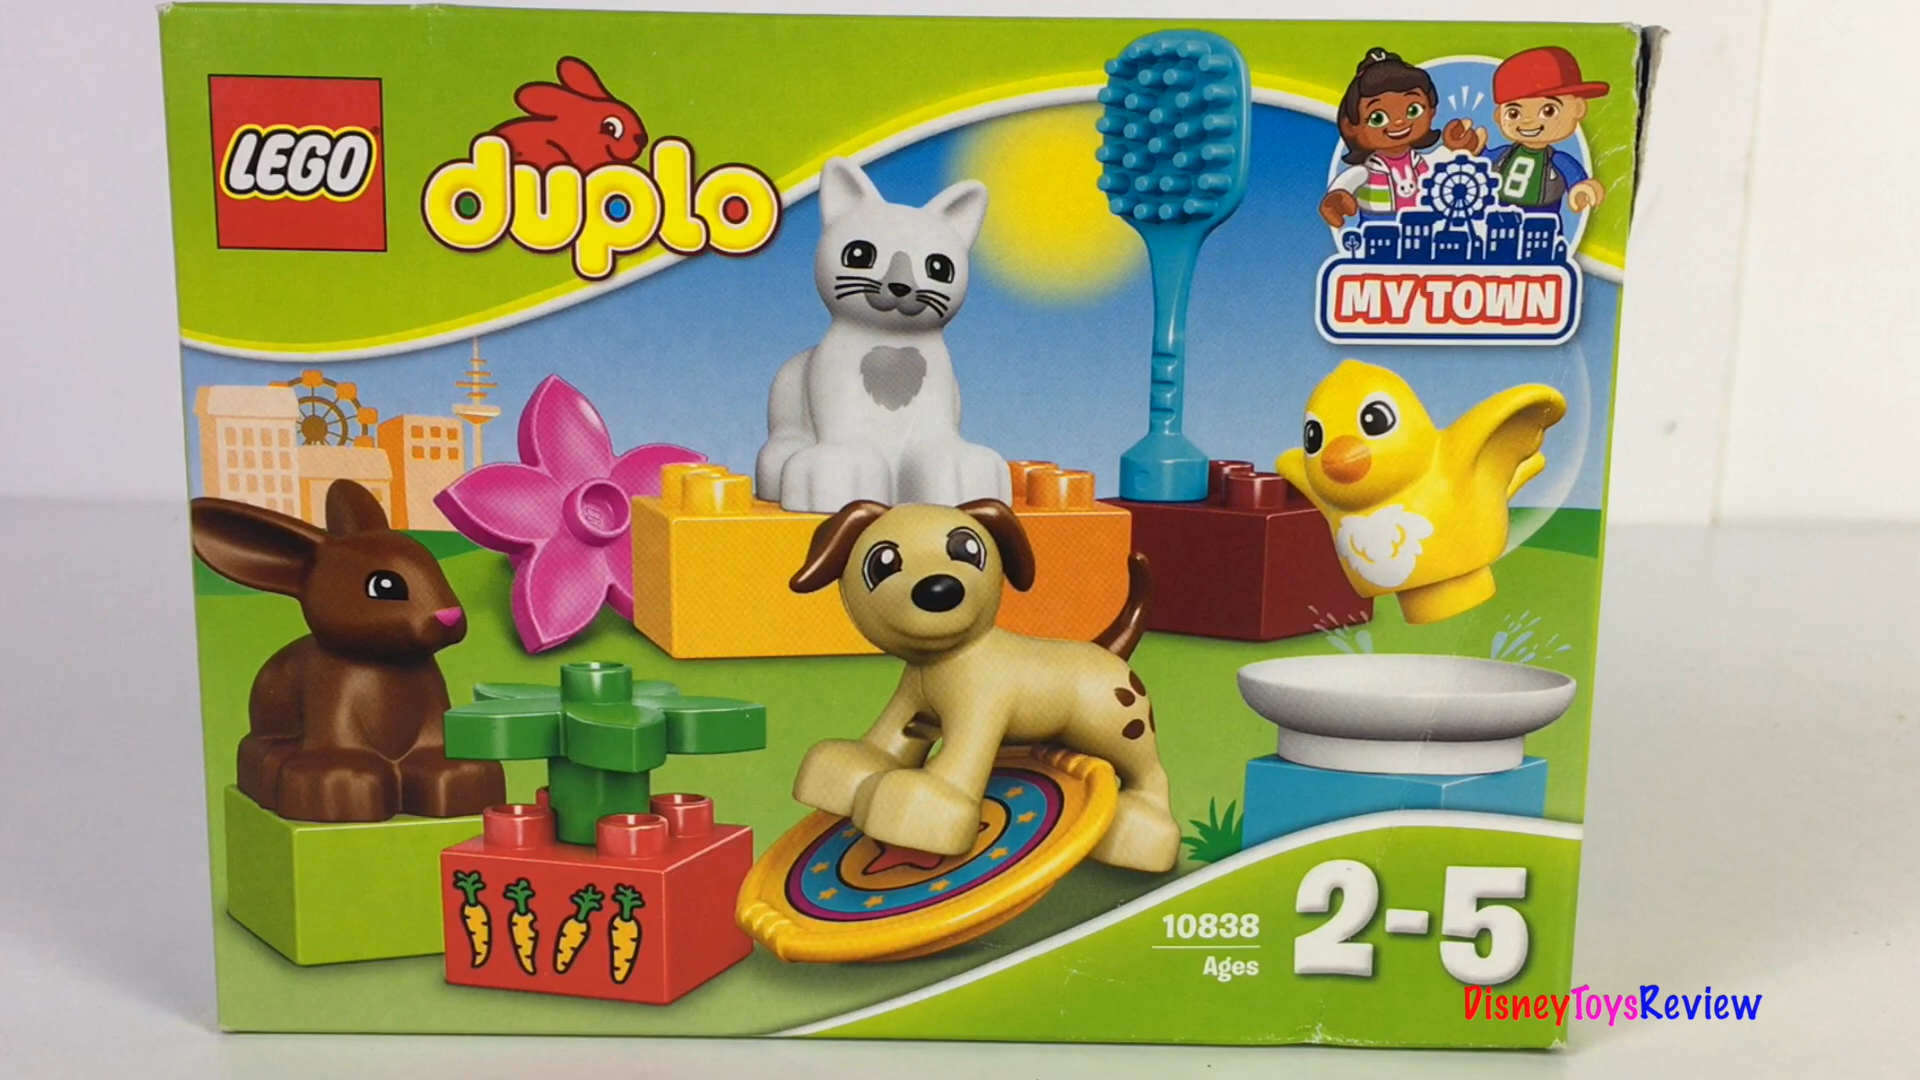 LEGO
duplo
8
MY TOWN
10838
Ages
2-5
DisneyToysReview